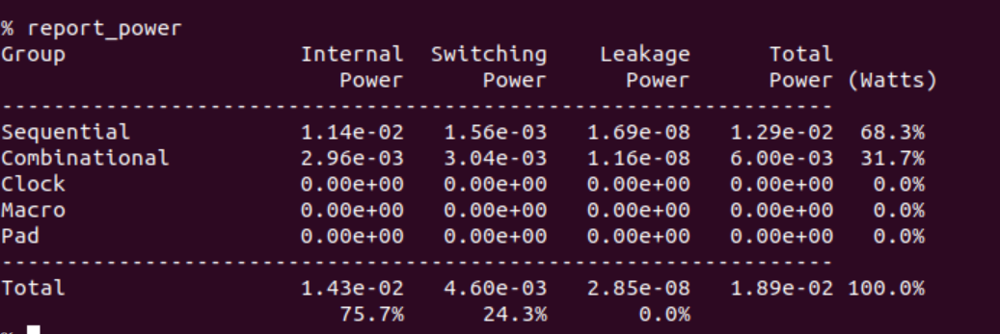 % report_power
Group Internal Switching Leakage Total
Power Power Power Power (Watts)
----------------------------------------------------------------
Sequential 1.14e-02 1.56e-03 1.69e-08 1.29e-02 68.3%
Combinational 2.96e-03 3.04e-03 1.16e-08 6.00e-03 31.7%
Clock 0.00e+00 0.00e+00 0.00e+00 0.00e+00 0.0%
Macro 0.00e+00 0.00e+00 0.00e+00 0.00e+00 0.0%
Pad 0.00e+00 0.00e+00 0.00e+00 0.00e+00 0.0%
----------------------------------------------------------------
Total 1.43e-02 4.60e-03 2.85e-08 1.89e-02 100.0%
75.7% 24.3% 0.0%
%